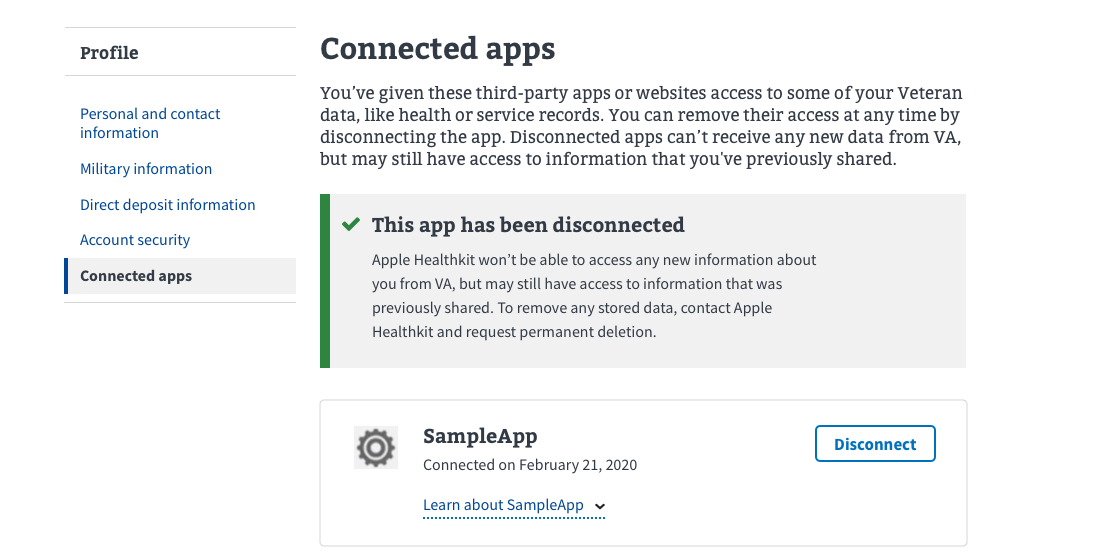 Profile
Personal and contact
information
Military information
Direct deposit information
Account security
Connected apps
Connected apps
You’ve given these third-party apps or websites access to some of your Veteran
data, like health or service records. You can remove their access at any time by
disconnecting the app. Disconnected apps can’t receive any new data from VA,
but may still have access to information that you've previously shared.
This app has been disconnected
Apple Healthkit won’t be able to access any new information about
you from VA, but may still have access to information that was
previously shared. To remove any stored data, contact Apple
Healthkit and request permanent deletion.
SampleApp
Disconnect
Connected on February 21, 2020
Learn about SampleApp